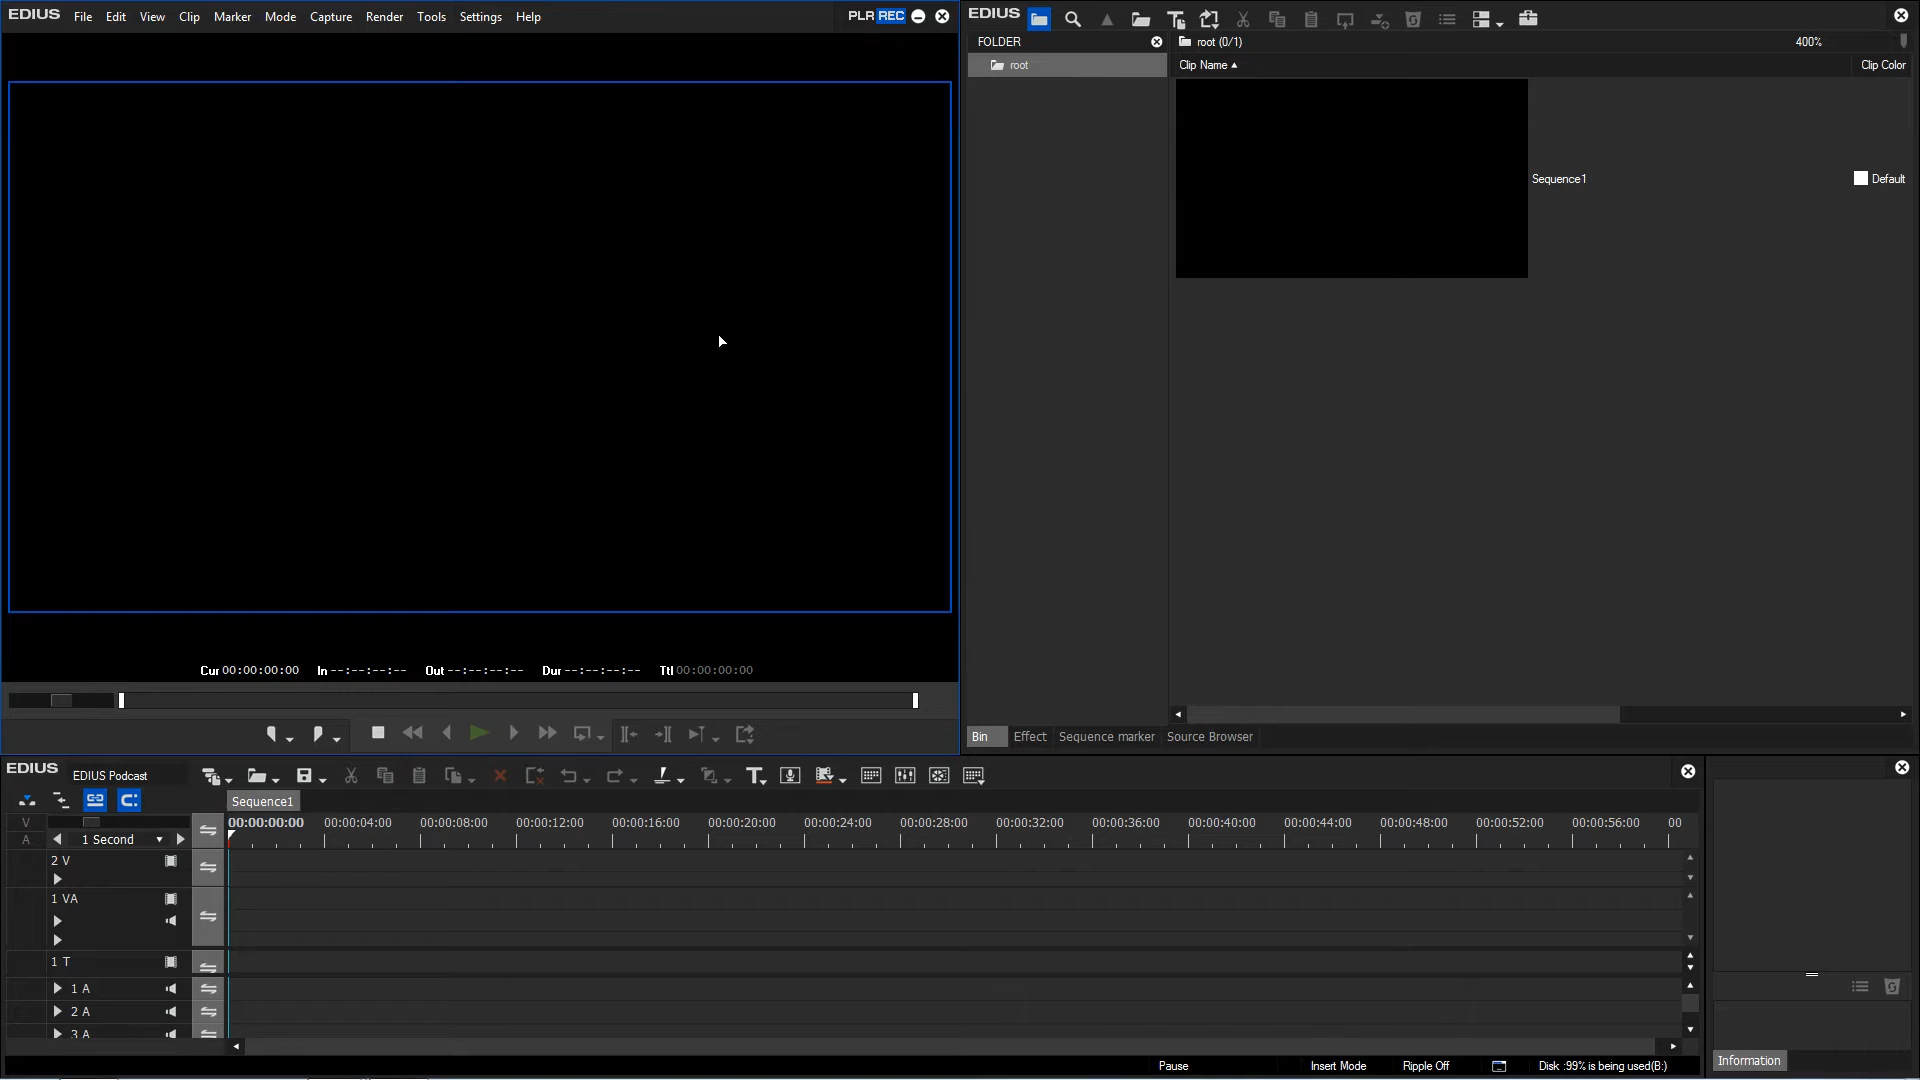 EDIUS File Edit View Clip Marker Mode Capture Render Tools Settings Help PLR REC
EDIUS
FOLDER
root (0/1)
400%
root
Clip Name
Clip Color
Sequence1
Default
Cur 00:00:00:00 In --:--:--:-- Out --:--:--:-- Dur --:--:--:-- Ttl 00:00:00:00
Bin Effect Sequence marker Source Browser
EDIUS EDIUS Podcast
Sequence1
V
A
1 Second
00:00:00:00 00:00:04:00 00:00:08:00 00:00:12:00 00:00:16:00 00:00:20:00 00:00:24:00 00:00:28:00 00:00:32:00 00:00:36:00 00:00:40:00 00:00:44:00 00:00:48:00 00:00:52:00 00:00:56:00 00
2 V
1 VA
1 T
1 A
2 A
3 A
Information
Pause Insert Mode Ripple Off Disk :99% is being used(B:)